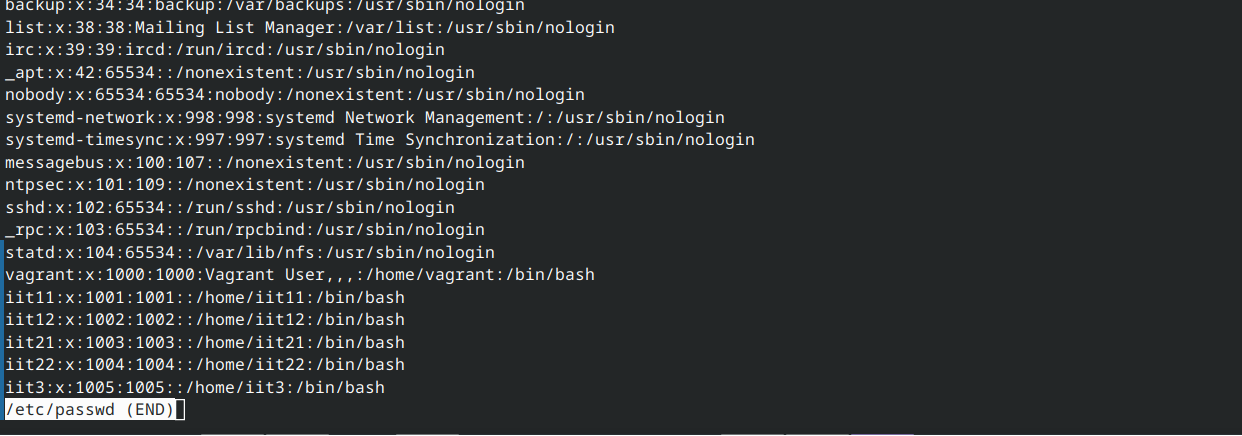 backup:x:34:34:backup:/var/backups:/usr/sbin/nologin
list:x:38:38:Mailing List Manager:/var/list:/usr/sbin/nologin
irc:x:39:39:ircd:/run/ircd:/usr/sbin/nologin
_apt:x:42:65534::/nonexistent:/usr/sbin/nologin
nobody:x:65534:65534:nobody:/nonexistent:/usr/sbin/nologin
systemd-network:x:998:998:systemd Network Management:/:/usr/sbin/nologin
systemd-timesync:x:997:997:systemd Time Synchronization:/:/usr/sbin/nologin
messagebus:x:100:107::/nonexistent:/usr/sbin/nologin
ntpsec:x:101:109::/nonexistent:/usr/sbin/nologin
sshd:x:102:65534::/run/sshd:/usr/sbin/nologin
_rpc:x:103:65534::/run/rpcbind:/usr/sbin/nologin
statd:x:104:65534::/var/lib/nfs:/usr/sbin/nologin
vagrant:x:1000:1000:Vagrant User,,,:/home/vagrant:/bin/bash
iit11:x:1001:1001::/home/iit11:/bin/bash
iit12:x:1002:1002::/home/iit12:/bin/bash
iit21:x:1003:1003::/home/iit21:/bin/bash
iit22:x:1004:1004::/home/iit22:/bin/bash
iit3:x:1005:1005::/home/iit3:/bin/bash
/etc/passwd (END)